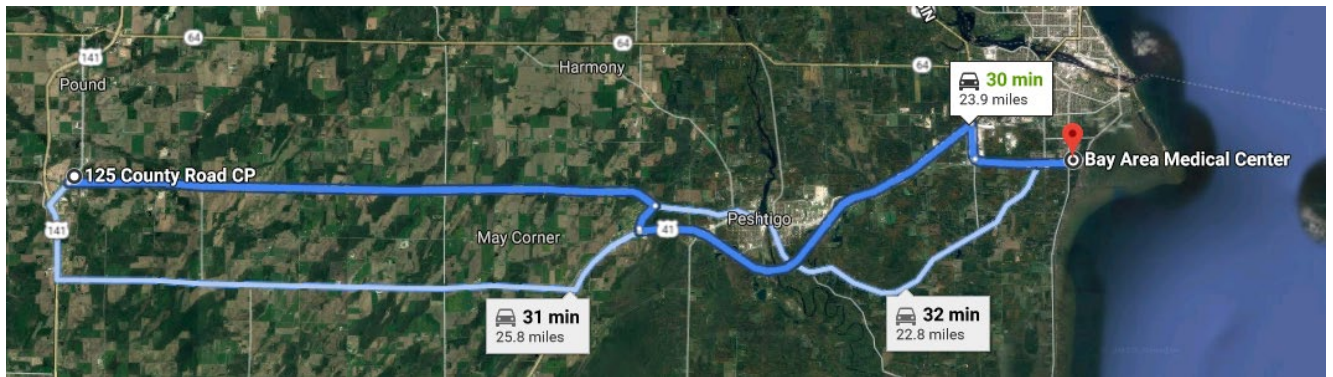 64
64
141
Pound
Harmony
64
30 min
23.9 miles
125 County Road CP
Bay Area Medical Center
141
May Corner
41
Peshtigo
31 min
25.8 miles
32 min
22.8 miles